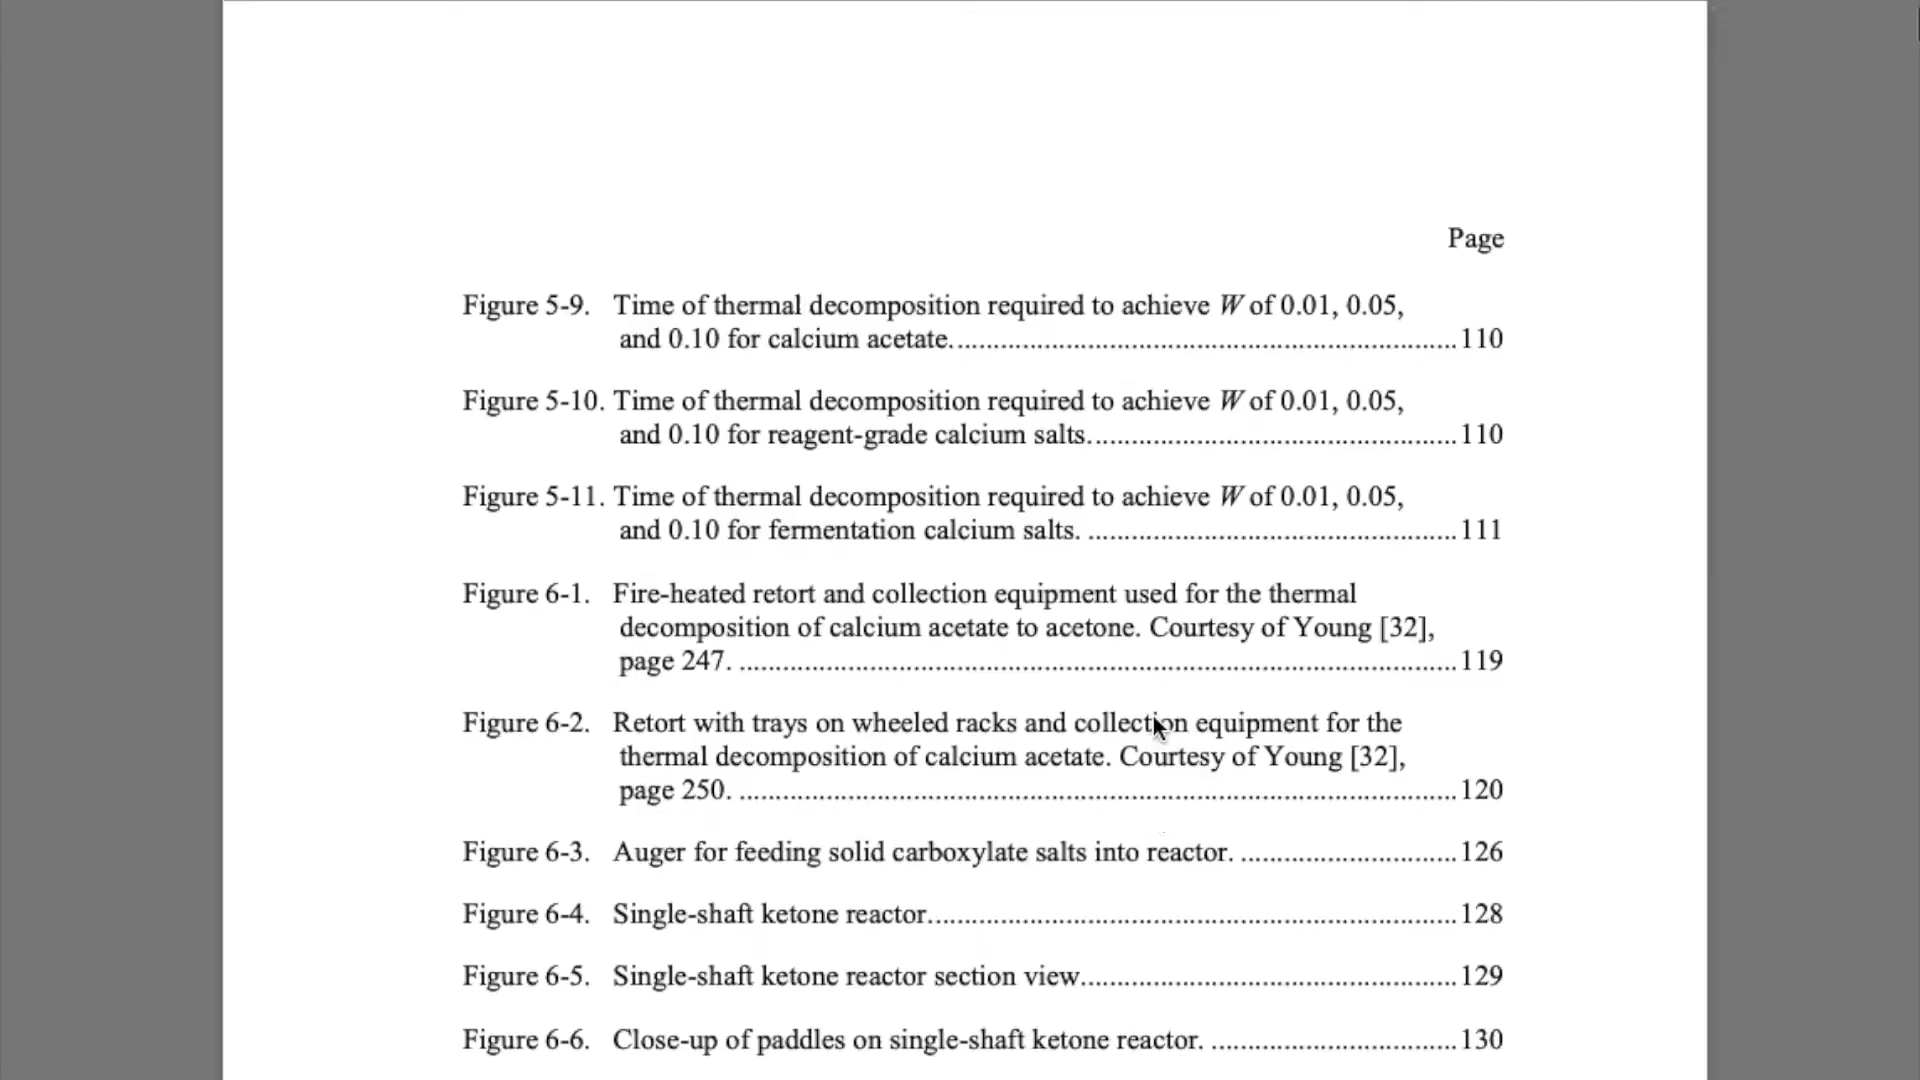 Page
Figure 5-9. Time of thermal decomposition required to achieve W of 0.01, 0.05,
and 0.10 for calcium acetate......................................................................110
Figure 5-10. Time of thermal decomposition required to achieve W of 0.01, 0.05,
and 0.10 for reagent-grade calcium salts...................................................110
Figure 5-11. Time of thermal decomposition required to achieve W of 0.01, 0.05,
and 0.10 for fermentation calcium salts. ...................................................111
Figure 6-1. Fire-heated retort and collection equipment used for the thermal
decomposition of calcium acetate to acetone. Courtesy of Young [32],
page 247. ...................................................................................................119
Figure 6-2. Retort with trays on wheeled racks and collection equipment for the
thermal decomposition of calcium acetate. Courtesy of Young [32],
page 250. ...................................................................................................120
Figure 6-3. Auger for feeding solid carboxylate salts into reactor. ..............................126
Figure 6-4. Single-shaft ketone reactor.........................................................................128
Figure 6-5. Single-shaft ketone reactor section view....................................................129
Figure 6-6. Close-up of paddles on single-shaft ketone reactor. ..................................130